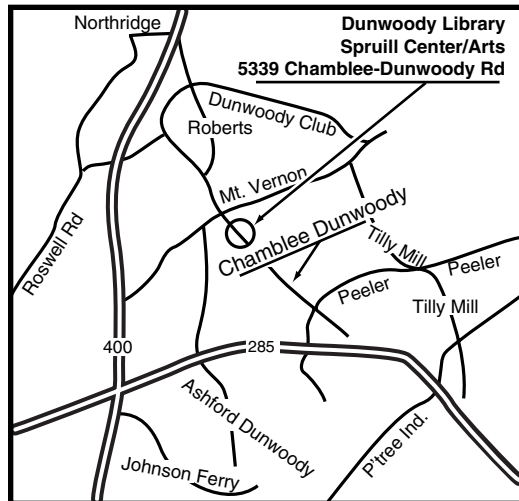 Northridge
Dunwoody Library
Spruill Center/Arts
5339 Chamblee-Dunwoody Rd
Dunwoody Club
Roberts
Mt. Vernon
Roswell Rd
Chamblee Dunwoody
Tilly Mill
Peeler
Peeler
Tilly Mill
400
285
Ashford Dunwoody
P'tree Ind.
Johnson Ferry